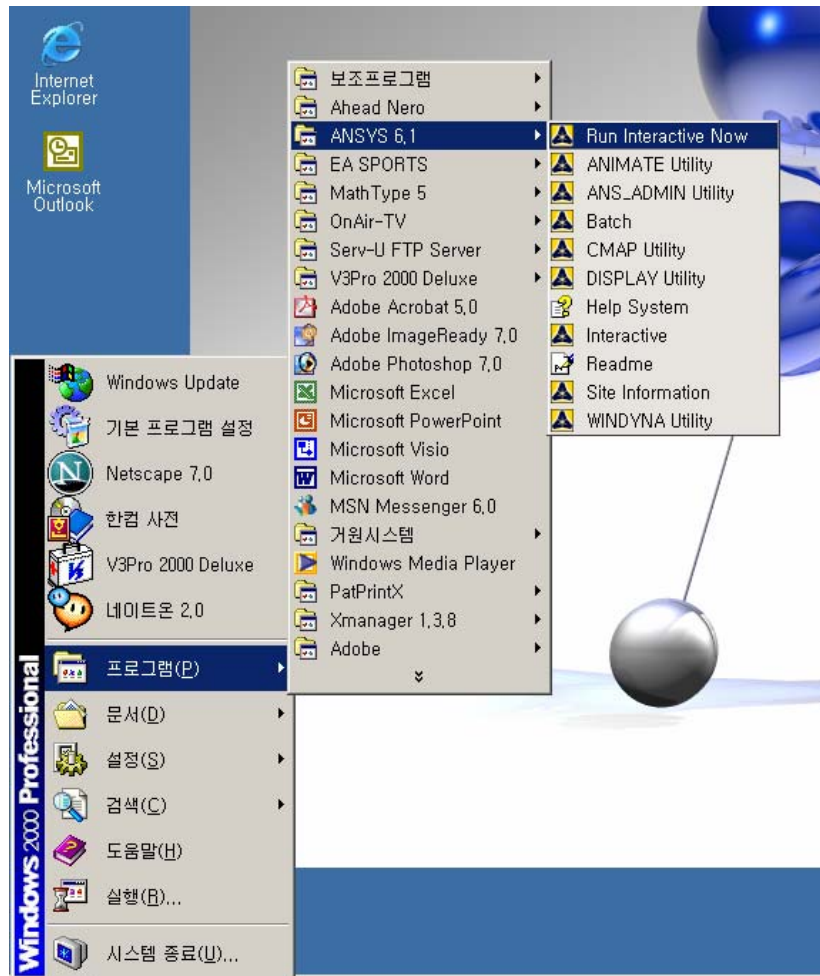 Internet
Explorer
Microsoft
Outlook
보조프로그램
Ahead Nero
ANSYS 6.1
EA SPORTS
MathType 5
OnAir-TV
Serv-U FTP Server
V3Pro 2000 Deluxe
Adobe Acrobat 5.0
Adobe ImageReady 7.0
Adobe Photoshop 7.0
Microsoft Excel
Microsoft PowerPoint
Microsoft Visio
Microsoft Word
MSN Messenger 6.0
거원시스템
Windows Media Player
PatPrintX
Xmanager 1.3.8
Adobe
Run Interactive Now
ANIMATE Utility
ANS_ADMIN Utility
Batch
CMAP Utility
DISPLAY Utility
Help System
Interactive
Readme
Site Information
WINDYNA Utility
Windows Update
기본 프로그램 설정
Netscape 7.0
한컴 사전
V3Pro 2000 Deluxe
네이트온 2.0
프로그램(P)
문서(D)
설정(S)
검색(C)
도움말(H)
실행(R)...
시스템 종료(U)...
Windows 2000 Professional